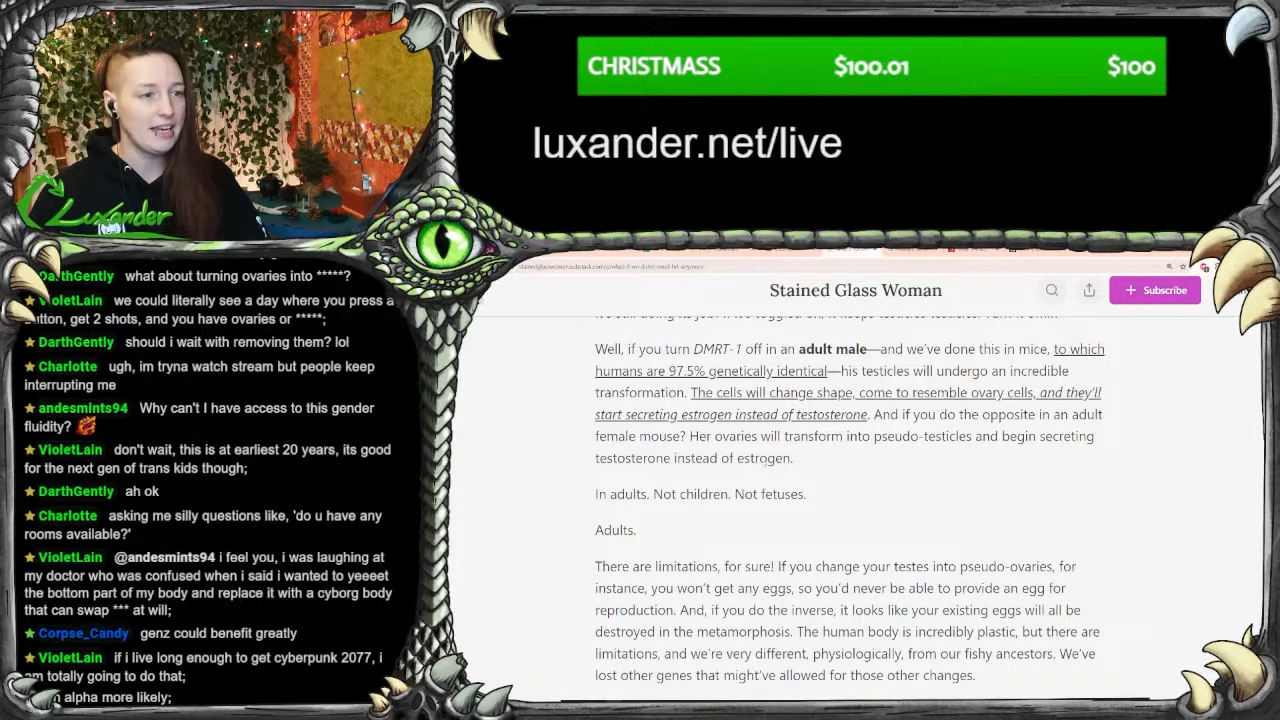 CHRISTMASS $100.01 $100
luxander.net/live
Luxander
DarthGently what about turning ovaries into *****?
VioletLain we could literally see a day where you press a
button, get 2 shots, and you have ovaries or *****;
DarthGently should i wait with removing them? lol
Charlotte ugh, im tryna watch stream but people keep
interrupting me
andesmints94 Why can't I have access to this gender
fluidity?
VioletLain don't wait, this is at earliest 20 years, its good
for the next gen of trans kids though;
DarthGently ah ok
Charlotte asking me silly questions like, 'do u have any
rooms available?'
VioletLain @andesmints94 i feel you, i was laughing at
my doctor who was confused when i said i wanted to yeeeet
the bottom part of my body and replace it with a cyborg body
that can swap *** at will;
Corpse_Candy genz could benefit greatly
VioletLain if i live long enough to get cyberpunk 2077, i
am totally going to do that;
alpha more likely;
Stained Glass Woman
Subscribe
Well, if you turn DMRT-1 off in an adult male—and we've done this in mice, to which
humans are 97.5% genetically identical—his testicles will undergo an incredible
transformation. The cells will change shape, come to resemble ovary cells, and they'll
start secreting estrogen instead of testosterone. And if you do the opposite in an adult
female mouse? Her ovaries will transform into pseudo-testicles and begin secreting
testosterone instead of estrogen.
In adults. Not children. Not fetuses.
Adults.
There are limitations, for sure! If you change your testes into pseudo-ovaries, for
instance, you won't get any eggs, so you'd never be able to provide an egg for
reproduction. And, if you do the inverse, it looks like your existing eggs will all be
destroyed in the metamorphosis. The human body is incredibly plastic, but there are
limitations, and we're very different, physiologically, from our fishy ancestors. We've
lost other genes that might've allowed for those other changes.